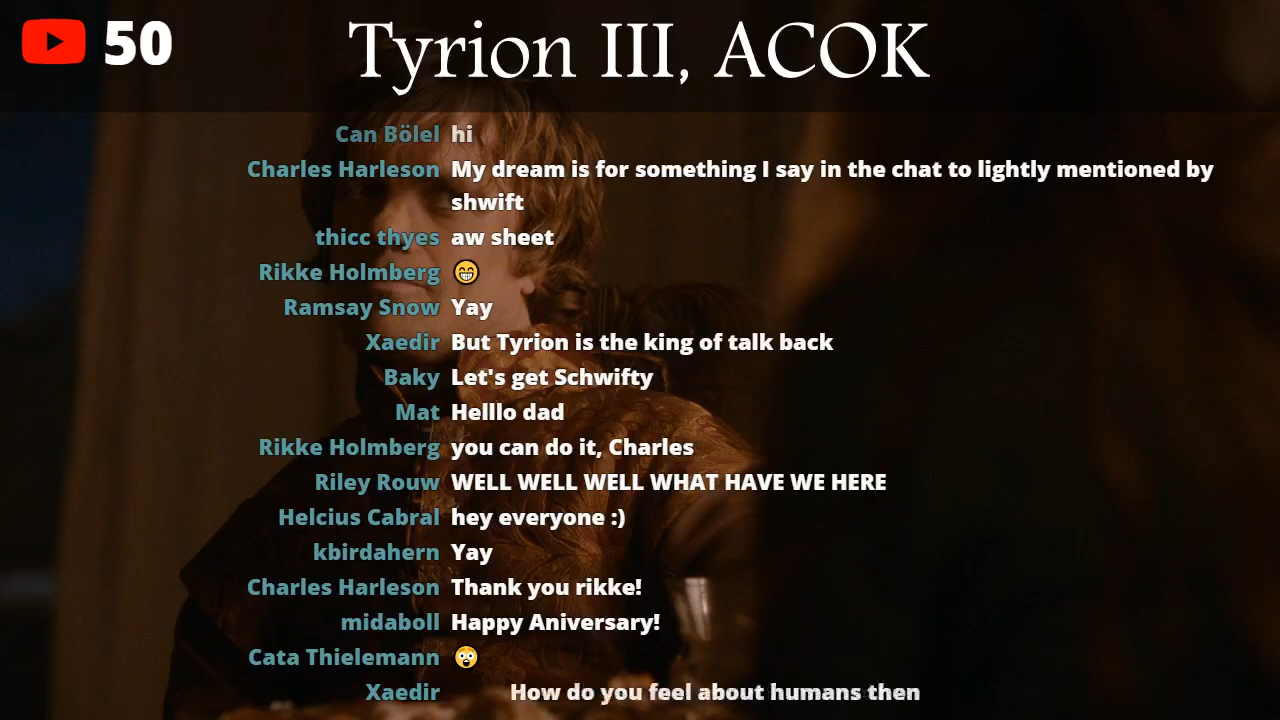 50
Tyrion III, ACOK
Can Bölel hi
Charles Harleson My dream is for something I say in the chat to lightly mentioned by
shwift
thicc thyes aw sheet
Rikke Holmberg 😁
Ramsay Snow Yay
Xaedir But Tyrion is the king of talk back
Baky Let's get Schwifty
Mat Helllo dad
Rikke Holmberg you can do it, Charles
Riley Rouw WELL WELL WELL WHAT HAVE WE HERE
Helcius Cabral hey everyone :)
kbirdahern Yay
Charles Harleson Thank you rikke!
midaboll Happy Aniversary!
Cata Thielemann 😲
Xaedir How do you feel about humans then